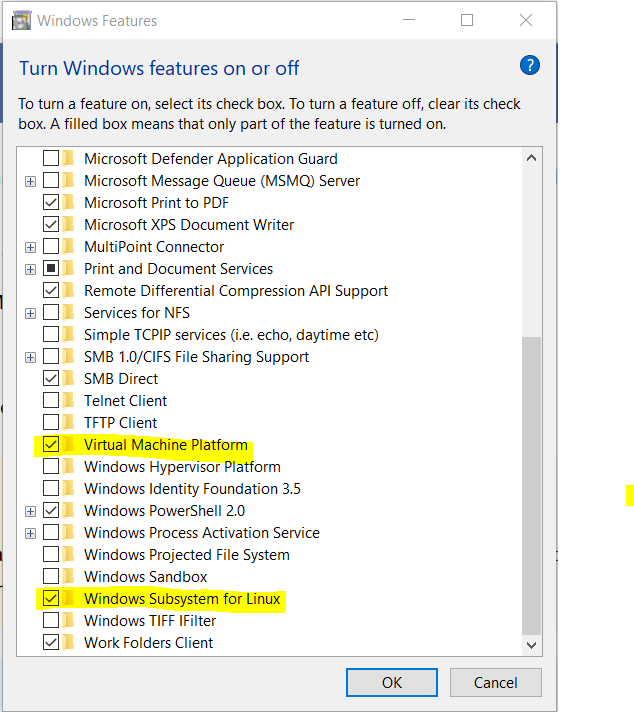 Windows Features
Turn Windows features on or off
?
To turn a feature on, select its check box. To turn a feature off, clear its check
box. A filled box means that only part of the feature is turned on.
Microsoft Defender Application Guard
Microsoft Message Queue (MSMQ) Server
Microsoft Print to PDF
Microsoft XPS Document Writer
MultiPoint Connector
Print and Document Services
Remote Differential Compression API Support
Services for NFS
Simple TCPIP services (i.e. echo, daytime etc)
SMB 1.0/CIFS File Sharing Support
SMB Direct
Telnet Client
TFTP Client
Virtual Machine Platform
Windows Hypervisor Platform
Windows Identity Foundation 3.5
Windows PowerShell 2.0
Windows Process Activation Service
Windows Projected File System
Windows Sandbox
Windows Subsystem for Linux
Windows TIFF IFilter
Work Folders Client
OK
Cancel